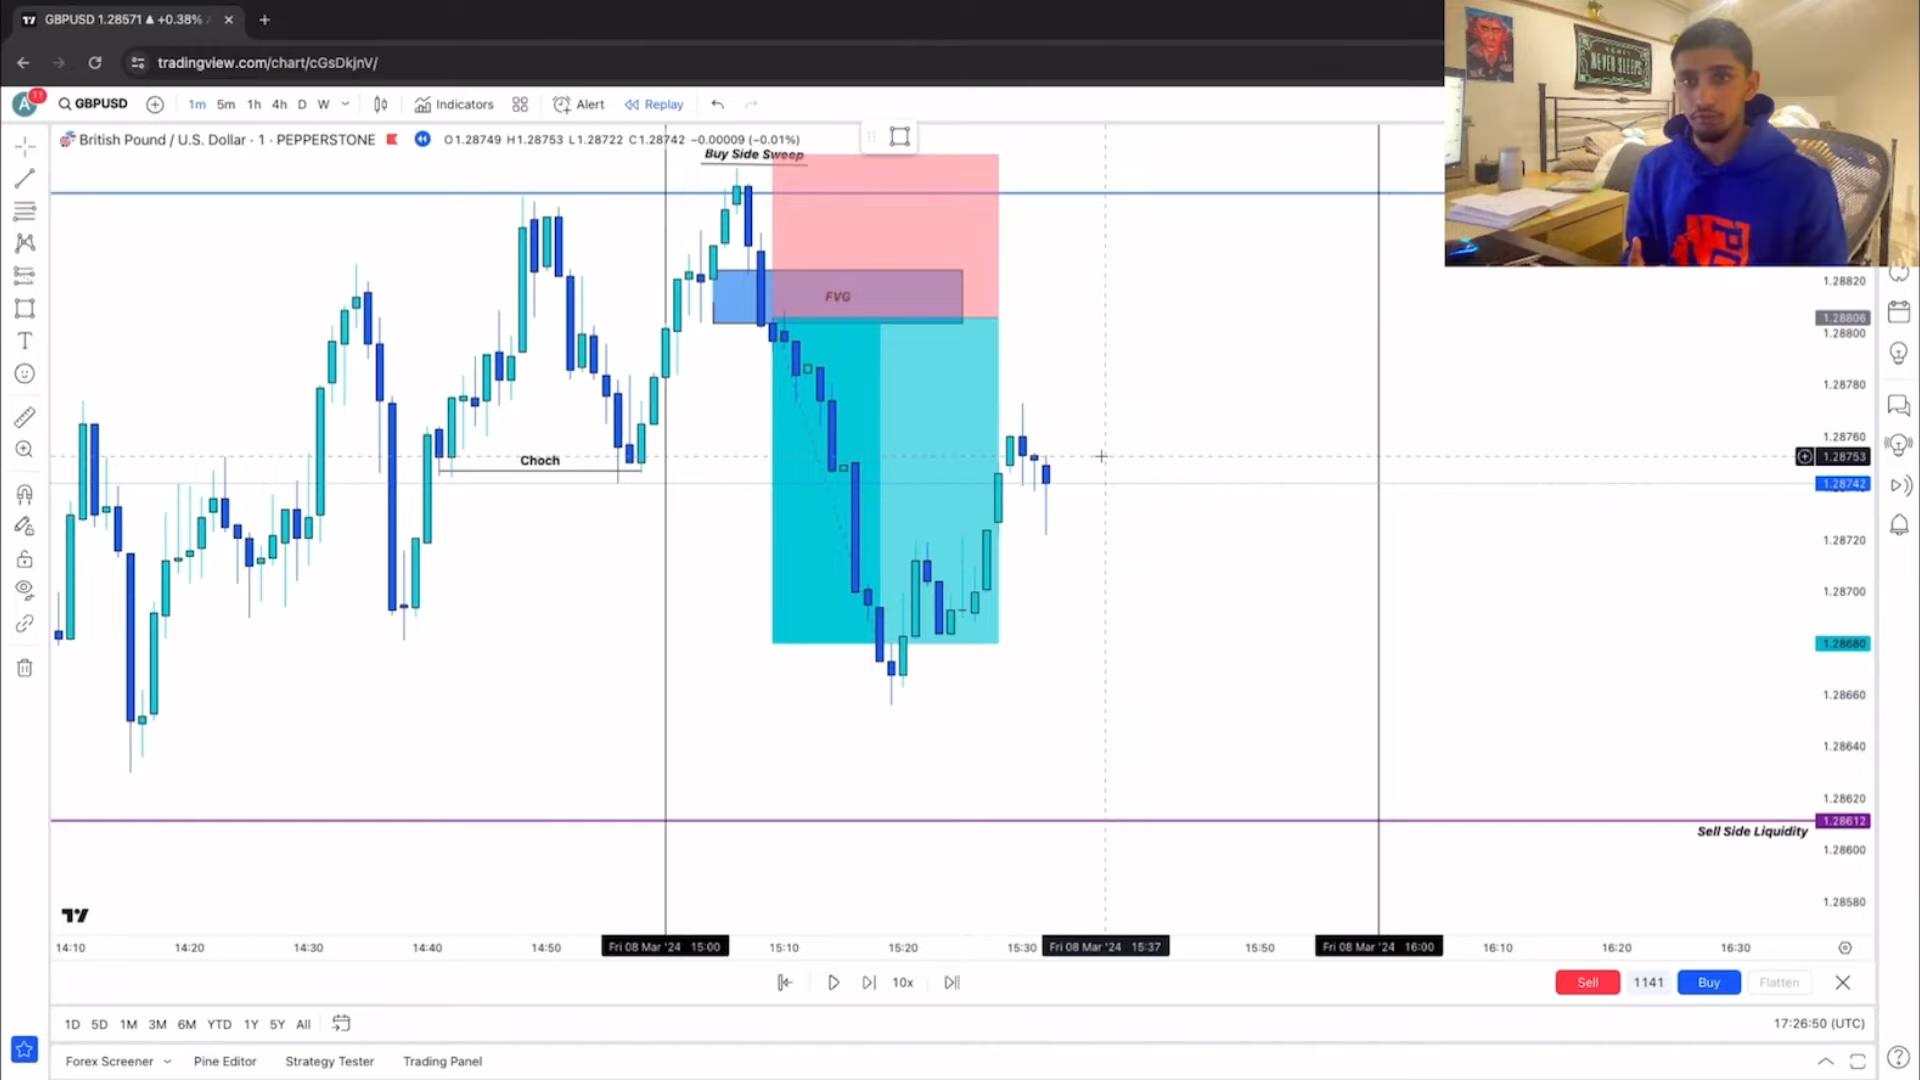 GBPUSD 1.28571 ▲ +0.38%
tradingview.com/chart/cGsDkjnV/
A
11
GBPUSD
1m 5m 1h 4h D W
Indicators
Alert
Replay
British Pound / U.S. Dollar · 1 · PEPPERSTONE
O1.28749 H1.28753 L1.28722 C1.28742 −0.00009 (−0.01%)
Buy Side Sweep
NEVER SLEEPS
FVG
Choch
1.28820
1.28806
1.28800
1.28780
1.28760
1.28753
1.28742
1.28720
1.28700
1.28680
1.28660
1.28640
1.28620
1.28612
Sell Side Liquidity
1.28600
1.28580
14:10 14:20 14:30 14:40 14:50 Fri 08 Mar '24 15:00 15:10 15:20 15:30 Fri 08 Mar '24 15:37 15:50 Fri 08 Mar '24 16:00 16:10 16:20 16:30
10x
Sell 1141 Buy Flatten
1D 5D 1M 3M 6M YTD 1Y 5Y All
17:26:50 (UTC)
Forex Screener Pine Editor Strategy Tester Trading Panel